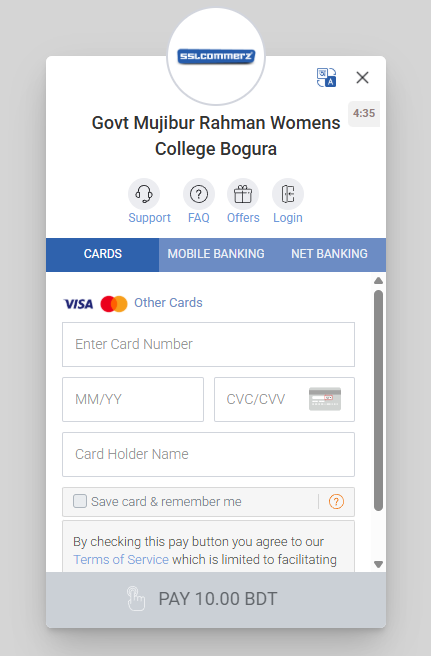 sslcommerz
A
4:35
Govt Mujibur Rahman Womens
College Bogura
Support FAQ Offers Login
CARDS MOBILE BANKING NET BANKING
VISA Other Cards
Enter Card Number
MM/YY CVC/CVV
Card Holder Name
Save card & remember me ?
By checking this pay button you agree to our
Terms of Service which is limited to facilitating
PAY 10.00 BDT